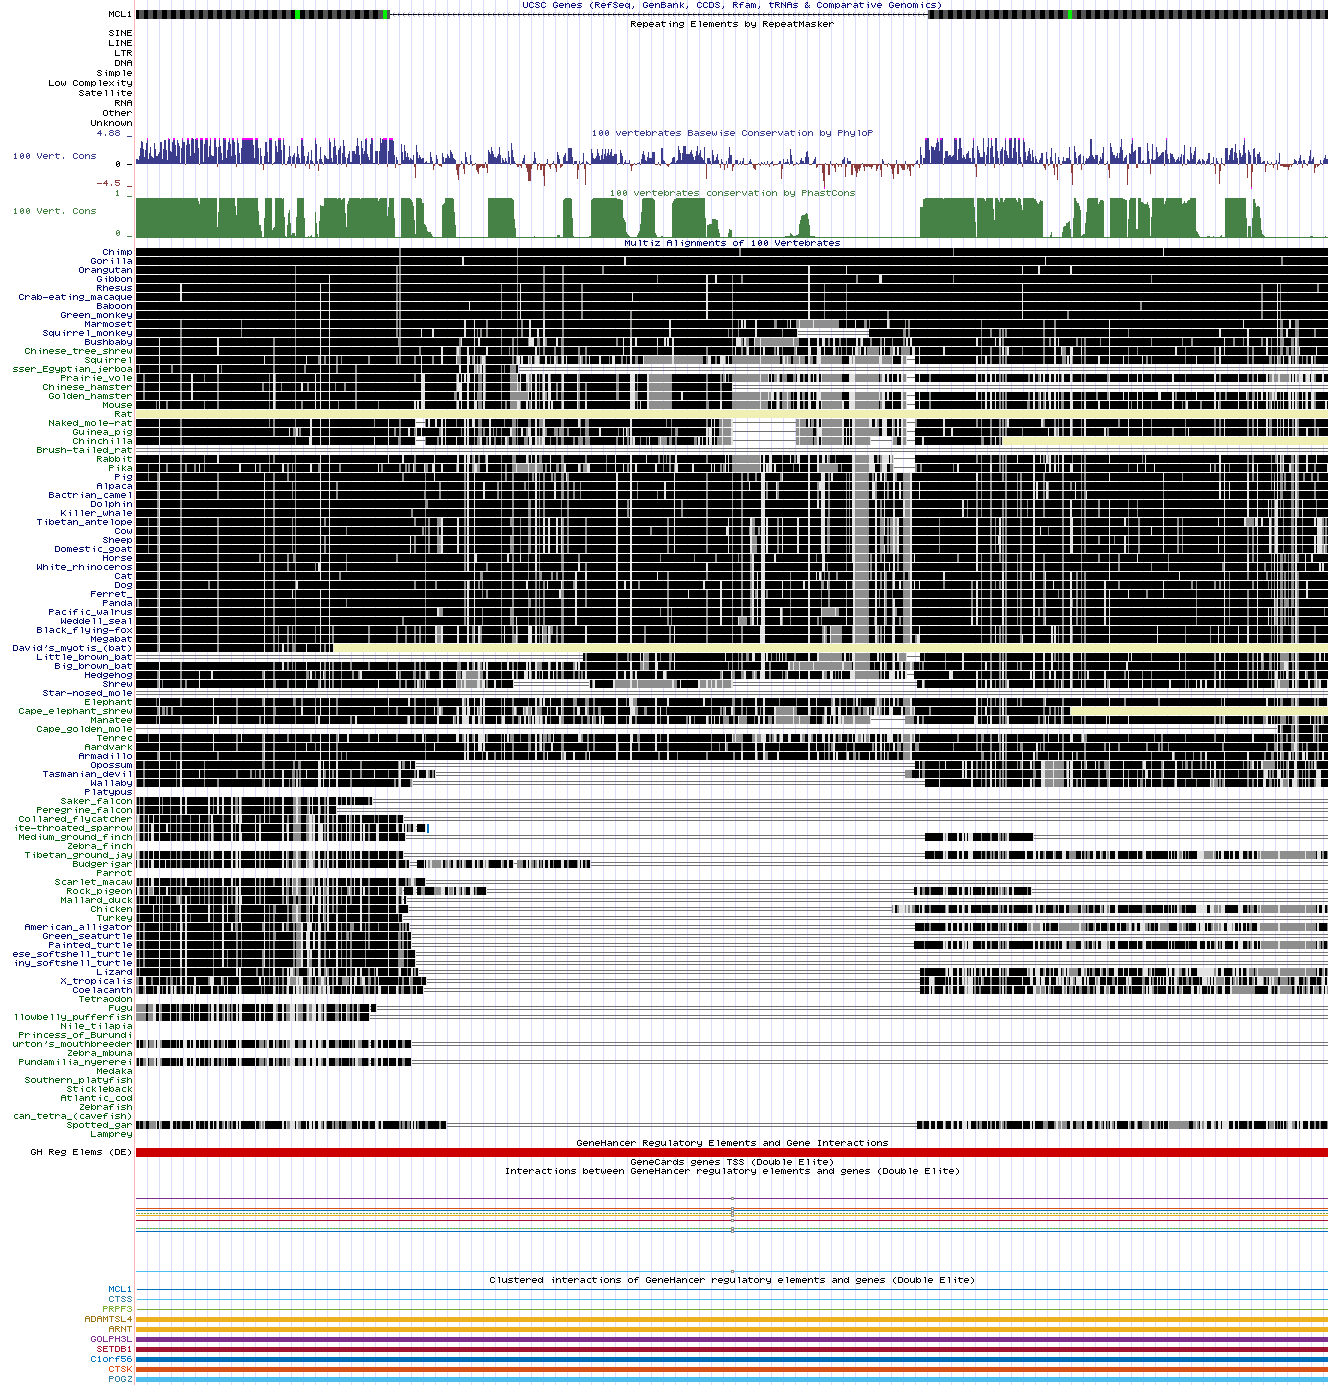 UCSC Genes (RefSeq, GenBank, CCDS, Rfam, tRNAs & Comparative Genomics)
MCL1
Repeating Elements by RepeatMasker
SINE
LINE
LTR
DNA
Simple
Low Complexity
Satellite
RNA
Other
Unknown
4.88 _
100 vertebrates Basewise Conservation by PhyloP
100 Vert. Cons
0 _
-4.5 _
1 _
100 vertebrates conservation by PhastCons
100 Vert. Cons
0 _
Multiz Alignments of 100 Vertebrates
Chimp
Gorilla
Orangutan
Gibbon
Rhesus
Crab-eating_macaque
Baboon
Green_monkey
Marmoset
Squirrel_monkey
Bushbaby
Chinese_tree_shrew
Squirrel
sser_Egyptian_jerboa
Prairie_vole
Chinese_hamster
Golden_hamster
Mouse
Rat
Naked_mole-rat
Guinea_pig
Chinchilla
Brush-tailed_rat
Rabbit
Pika
Pig
Alpaca
Bactrian_camel
Dolphin
Killer_whale
Tibetan_antelope
Cow
Sheep
Domestic_goat
Horse
White_rhinoceros
Cat
Dog
Ferret_
Panda
Pacific_walrus
Weddell_seal
Black_flying-fox
Megabat
David's_myotis_(bat)
Little_brown_bat
Big_brown_bat
Hedgehog
Shrew
Star-nosed_mole
Elephant
Cape_elephant_shrew
Manatee
Cape_golden_mole
Tenrec
Aardvark
Armadillo
Opossum
Tasmanian_devil
Wallaby
Platypus
Saker_falcon
Peregrine_falcon
Collared_flycatcher
ite-throated_sparrow
Medium_ground_finch
Zebra_finch
Tibetan_ground_jay
Budgerigar
Parrot
Scarlet_macaw
Rock_pigeon
Mallard_duck
Chicken
Turkey
American_alligator
Green_seaturtle
Painted_turtle
ese_softshell_turtle
iny_softshell_turtle
Lizard
X_tropicalis
Coelacanth
Tetraodon
Fugu
llowbelly_pufferfish
Nile_tilapia
Princess_of_Burundi
urton's_mouthbreeder
Zebra_mbuna
Pundamilia_nyererei
Medaka
Southern_platyfish
Stickleback
Atlantic_cod
Zebrafish
can_tetra_(cavefish)
Spotted_gar
Lamprey
GeneHancer Regulatory Elements and Gene Interactions
GH Reg Elems (DE)
GeneCards genes TSS (Double Elite)
Interactions between GeneHancer regulatory elements and genes (Double Elite)
Clustered interactions of GeneHancer regulatory elements and genes (Double Elite)
MCL1
CTSS
PRPF3
ADAMTSL4
ARNT
GOLPH3L
SETDB1
C1orf56
CTSK
POGZ